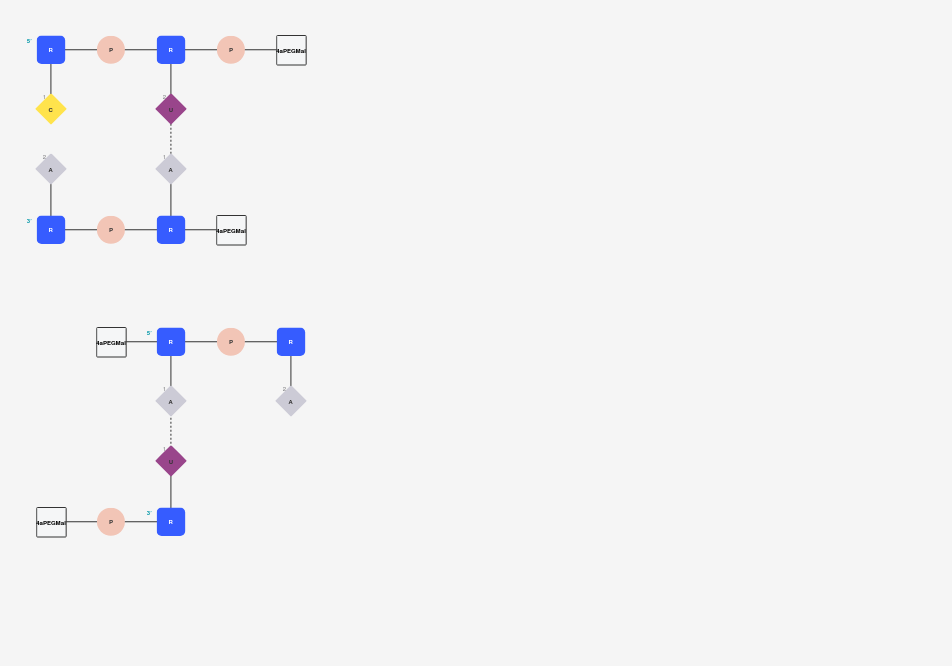 5' R P R P 4aPEGMal
1 C 2 U
2 A 1 A
3' R P R 4aPEGMal
4aPEGMal 5' R P R
1 A 2 A
1 U
4aPEGMal P 3' R